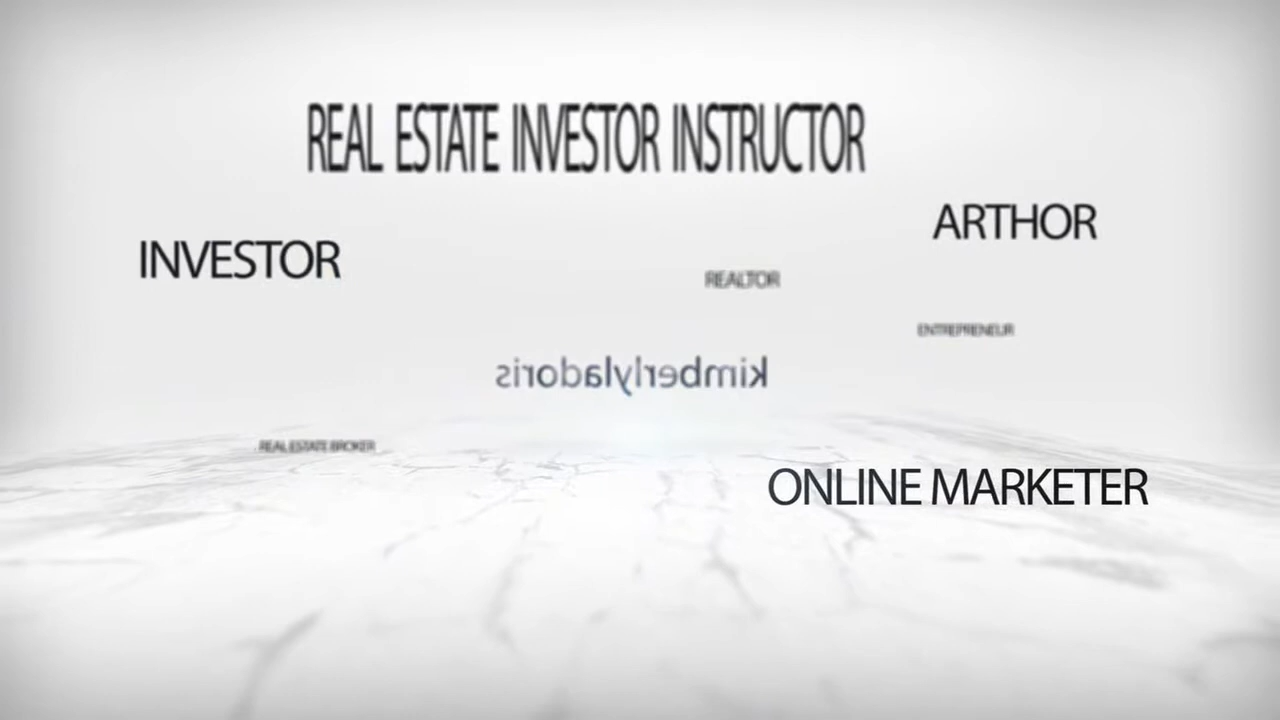 REAL ESTATE INVESTOR INSTRUCTOR
ARTHOR
INVESTOR
REALTOR
ENTREPRENEUR
kimberlyladoris
REAL ESTATE BROKER
ONLINE MARKETER